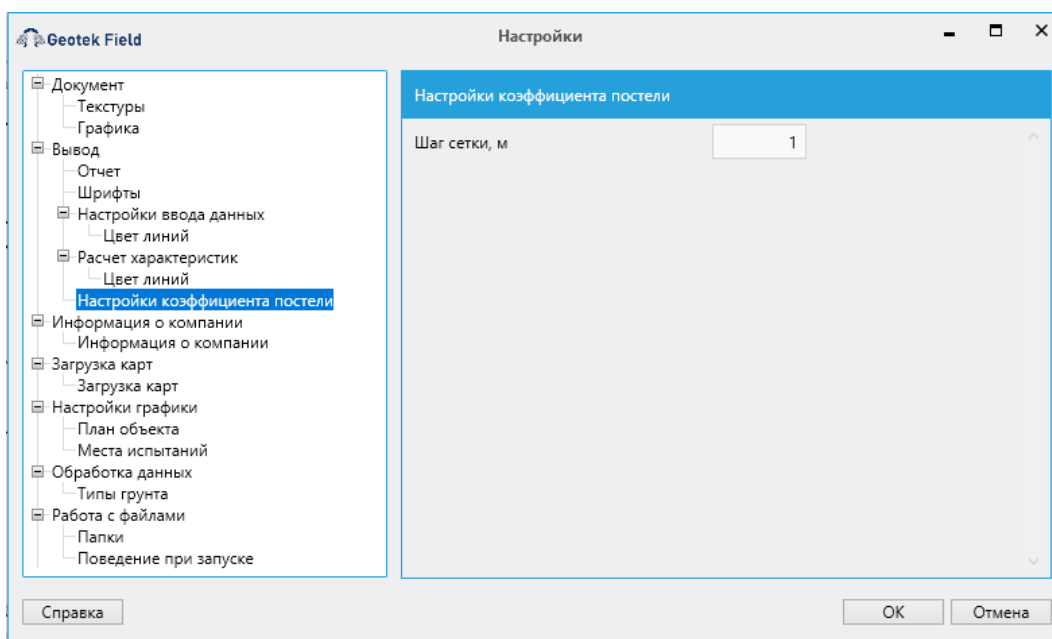 Geotek Field
Настройки
Документ
Текстуры
Графика
Вывод
Отчет
Шрифты
Настройки ввода данных
Цвет линий
Расчет характеристик
Цвет линий
Настройки коэффициента постели
Информация о компании
Информация о компании
Загрузка карт
Загрузка карт
Настройки графики
План объекта
Места испытаний
Обработка данных
Типы грунта
Работа с файлами
Папки
Поведение при запуске
Настройки коэффициента постели
Шаг сетки, м 1
Справка
ОК
Отмена